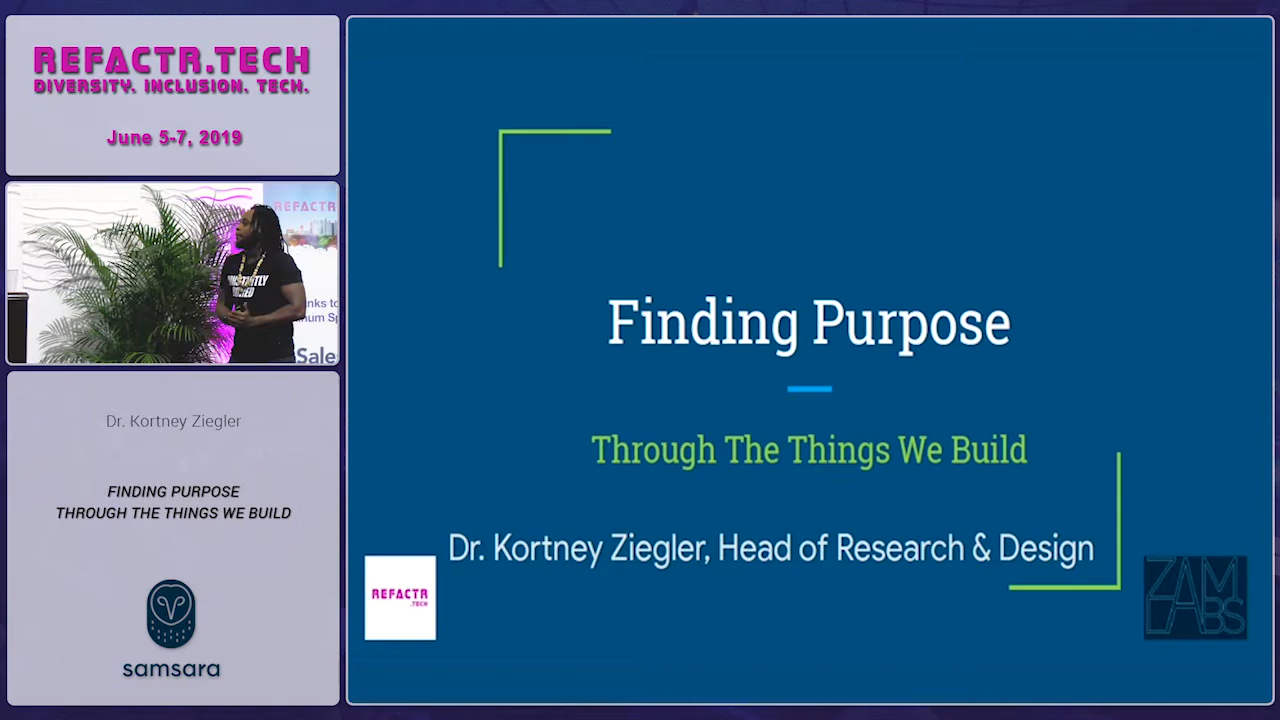 REFACTR.TECH
DIVERSITY. INCLUSION. TECH.
June 5-7, 2019
REFACTR
Sale
Dr. Kortney Ziegler
FINDING PURPOSE
THROUGH THE THINGS WE BUILD
samsara
Finding Purpose
Through The Things We Build
Dr. Kortney Ziegler, Head of Research & Design
REFACTR
.TECH
ZAM
LABS